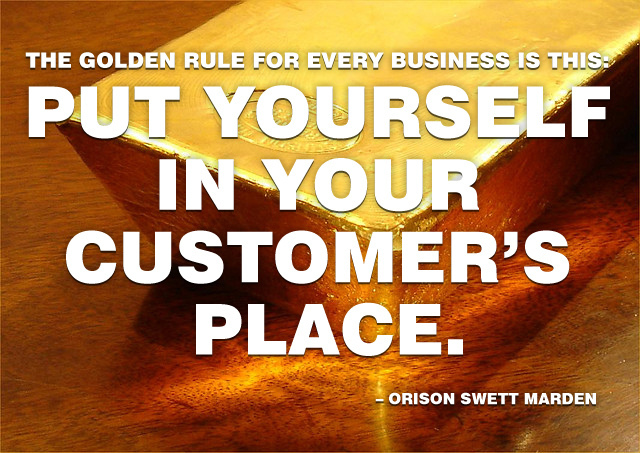 THE GOLDEN RULE FOR EVERY BUSINESS IS THIS:
PUT YOURSELF
IN YOUR
CUSTOMER’S
PLACE.
– ORISON SWETT MARDEN